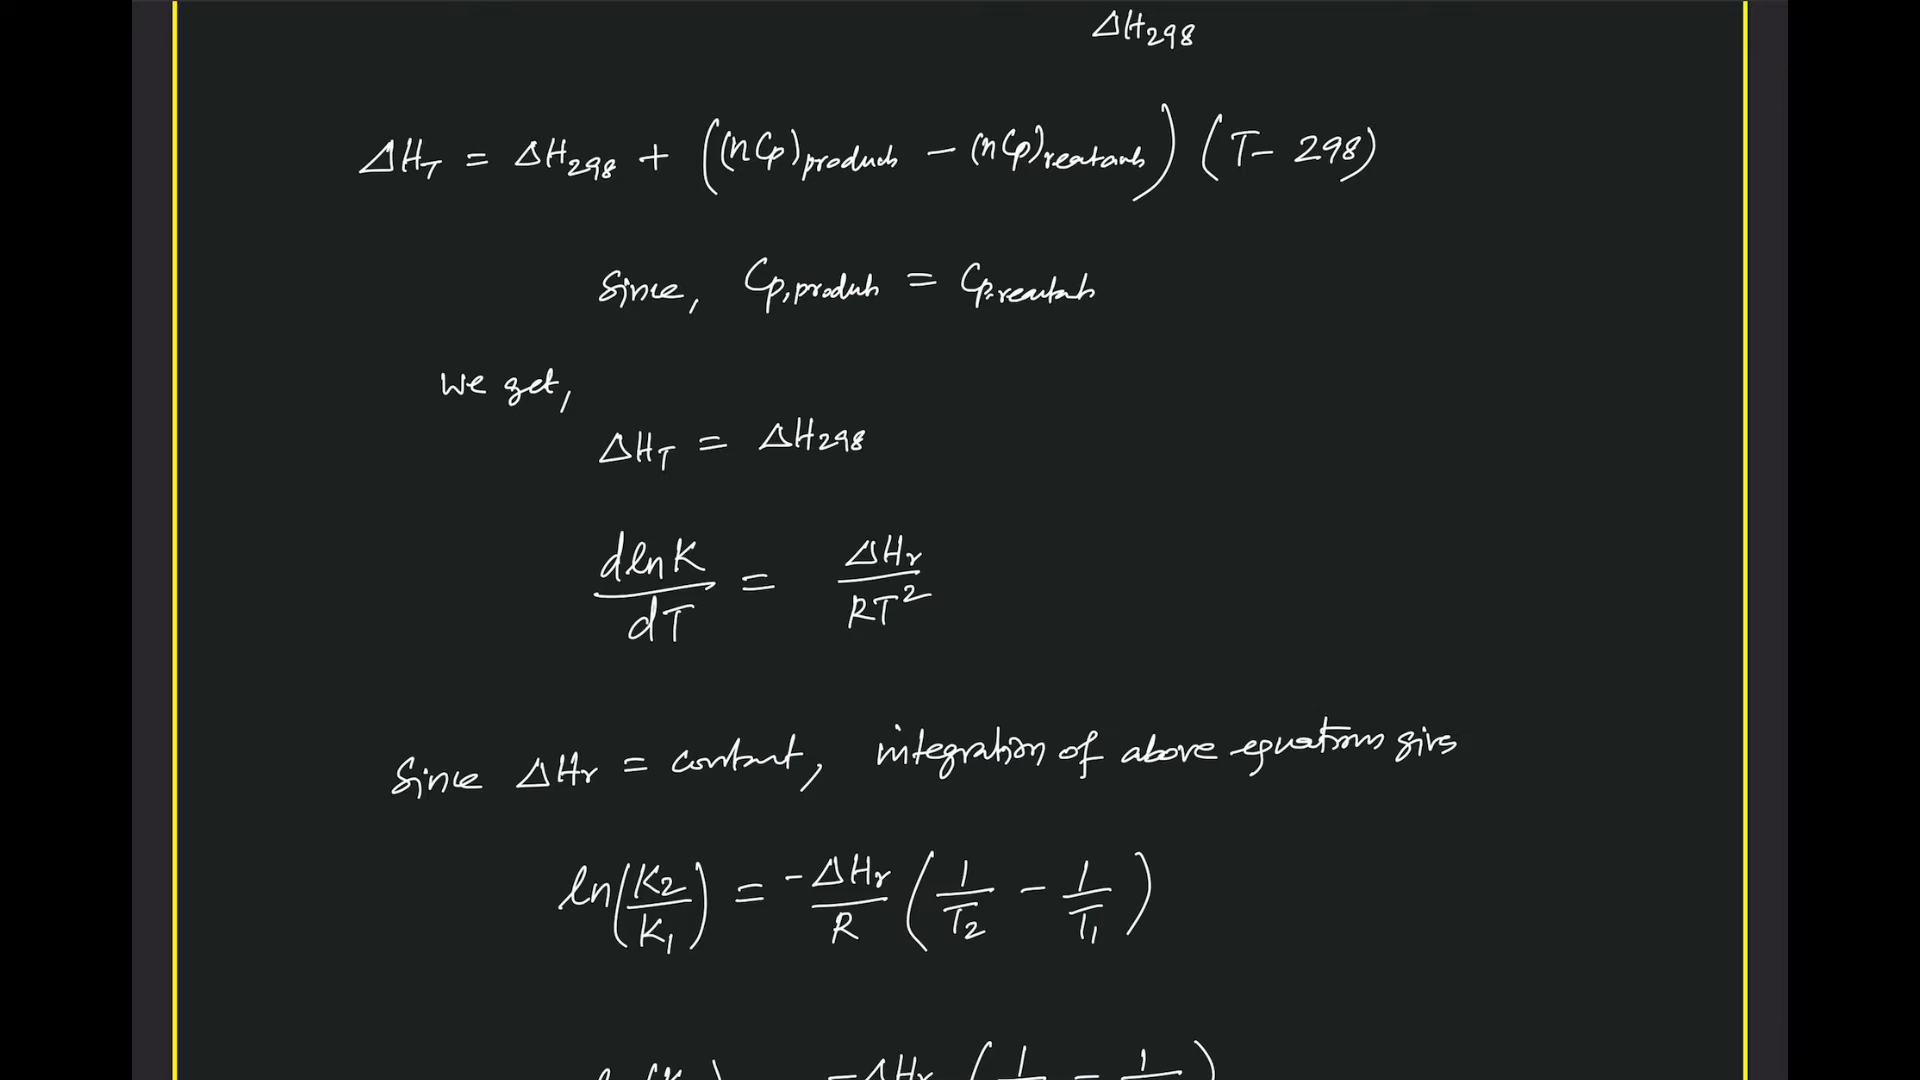 ΔH298
ΔHT = ΔH298 + ((nCp)products − (nCp)reactants) (T − 298)
Since, Cp,products = Cp,reactants
We get,
ΔHT = ΔH298
dlnK/dT = ΔHr/RT²
Since ΔHr = constant, integration of above equations gives
ln(K2/K1) = -ΔHr/R (1/T2 − 1/T1)